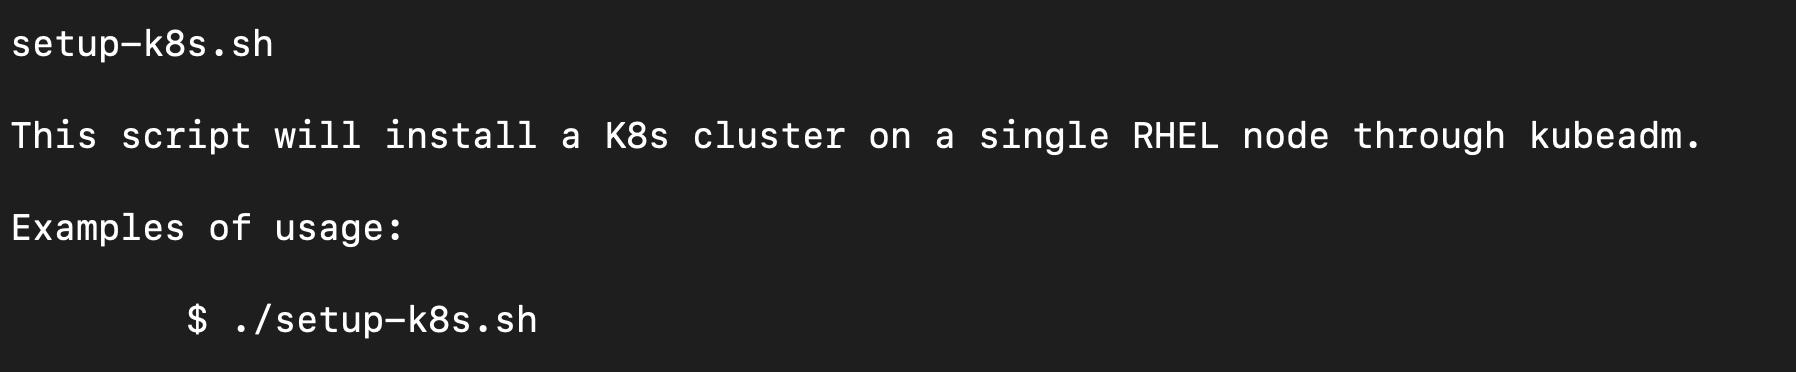 setup-k8s.sh
This script will install a K8s cluster on a single RHEL node through kubeadm.
Examples of usage:
$ ./setup-k8s.sh